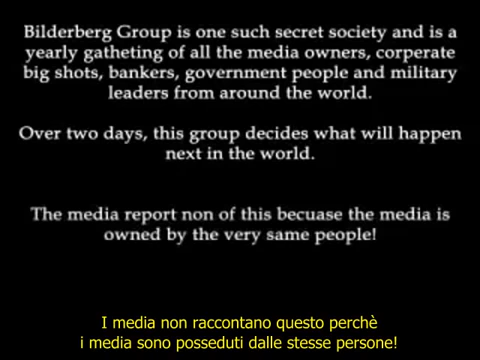 Bilderberg Group is one such secret society and is a
yearly gatheting of all the media owners, corperate
big shots, bankers, government people and military
leaders from around the world.
Over two days, this group decides what will happen
next in the world.
The media report non of this becuase the media is
owned by the very same people!
I media non raccontano questo perchè
i media sono posseduti dalle stesse persone!